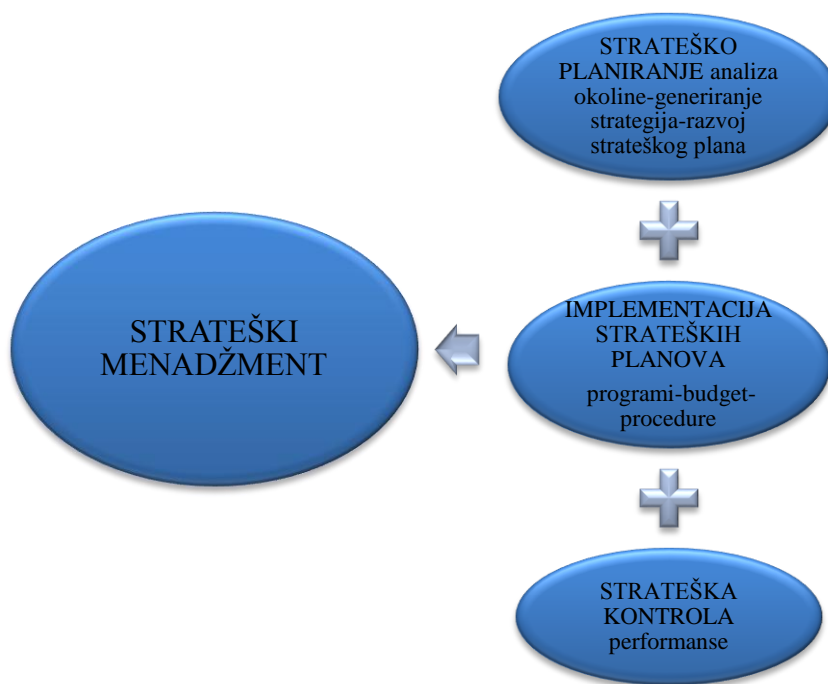 STRATEŠKO
PLANIRANJE analiza
okoline-generiranje
strategija-razvoj
strateškog plana
STRATEŠKI
MENADŽMENT
IMPLEMENTACIJA
STRATEŠKIH
PLANOVA
programi-budget-
procedure
STRATEŠKA
KONTROLA
performanse